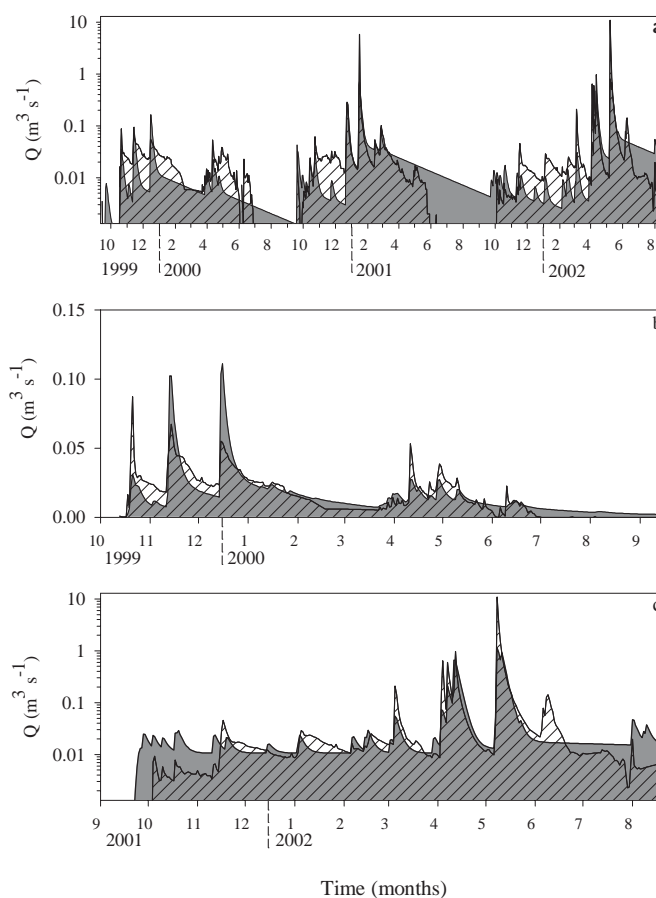 a
10
1
0.1
0.01
Q (m³ s⁻¹)
10 12 2 4 6 8 10 12 2 4 6 8 10 12 2 4 6 8
1999 2000 2001 2002
b
0.15
0.10
0.05
0.00
Q (m³ s⁻¹)
10 11 12 1 2 3 4 5 6 7 8 9
1999 2000
c
10
1
0.1
0.01
Q (m³ s⁻¹)
9 10 11 12 1 2 3 4 5 6 7 8
2001 2002
Time (months)